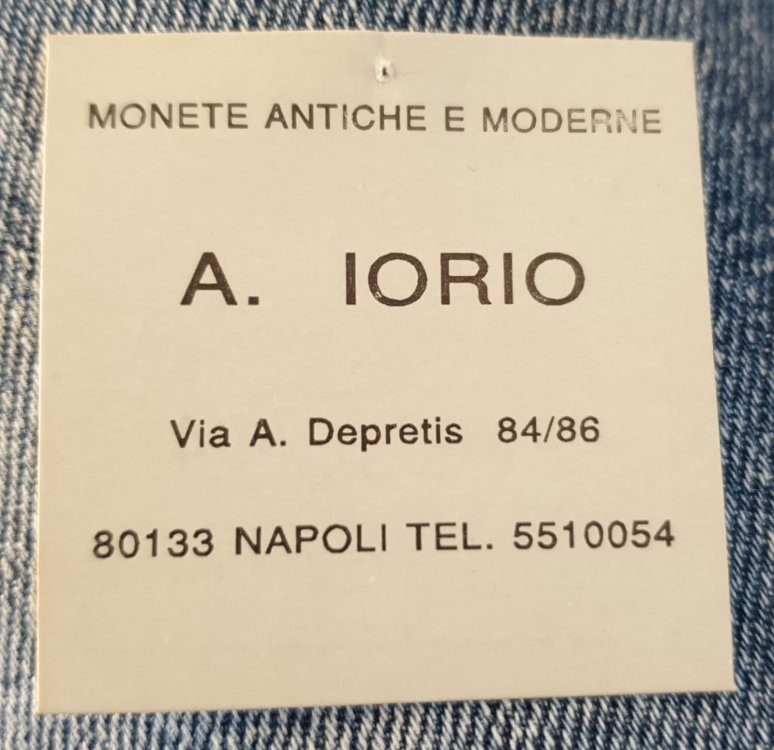 MONETE ANTICHE E MODERNE
A. IORIO
Via A. Depretis 84/86
80133 NAPOLI TEL. 5510054